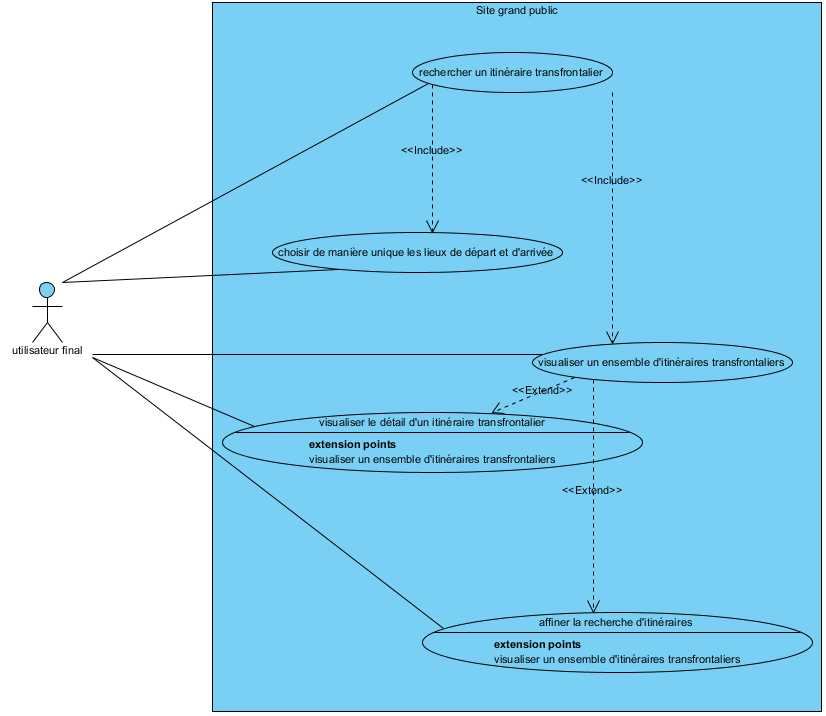 Site grand public
rechercher un itinéraire transfrontalier
<<Include>>
<<Include>>
choisir de manière unique les lieux de départ et d'arrivée
utilisateur final
visualiser un ensemble d'itinéraires transfrontaliers
<<Extend>>
visualiser le détail d'un itinéraire transfrontalier
extension points
visualiser un ensemble d'itinéraires transfrontaliers
<<Extend>>
affiner la recherche d'itinéraires
extension points
visualiser un ensemble d'itinéraires transfrontaliers